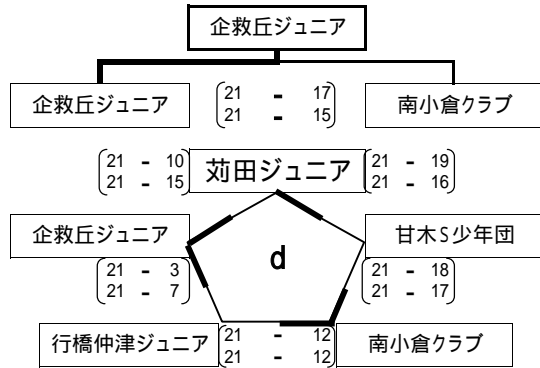 企救丘ジュニア
企救丘ジュニア 21 - 17 南小倉クラブ
21 - 15
21 - 10 苅田ジュニア 21 - 19
21 - 15 21 - 16
企救丘ジュニア 甘木S少年団
d
21 - 3 21 - 18
21 - 7 21 - 17
行橋仲津ジュニア 21 - 12 南小倉クラブ
21 - 12